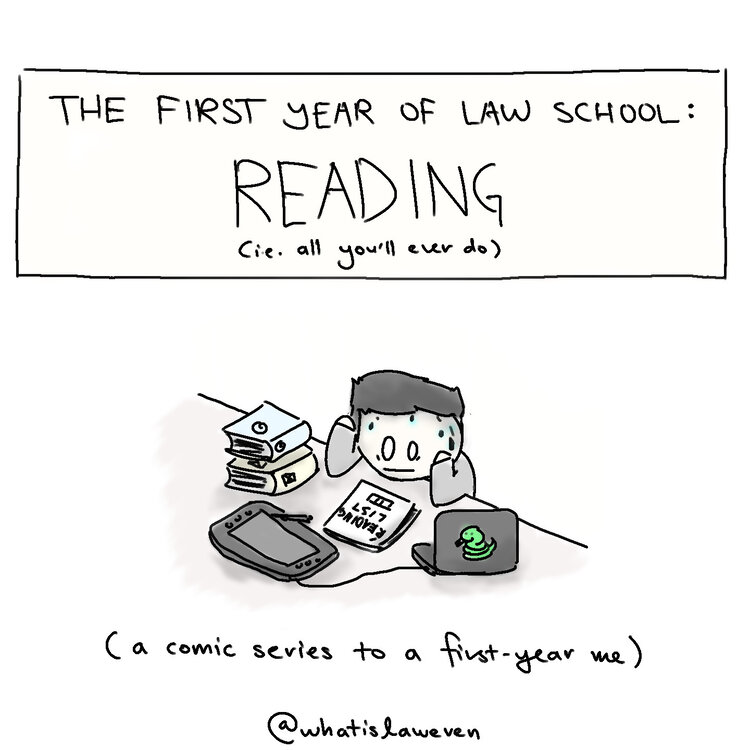 THE FIRST YEAR OF LAW SCHOOL:
READING
(i.e. all you'll ever do)
READING
LIST
(a comic series to a first-year me)
@whatislaweven